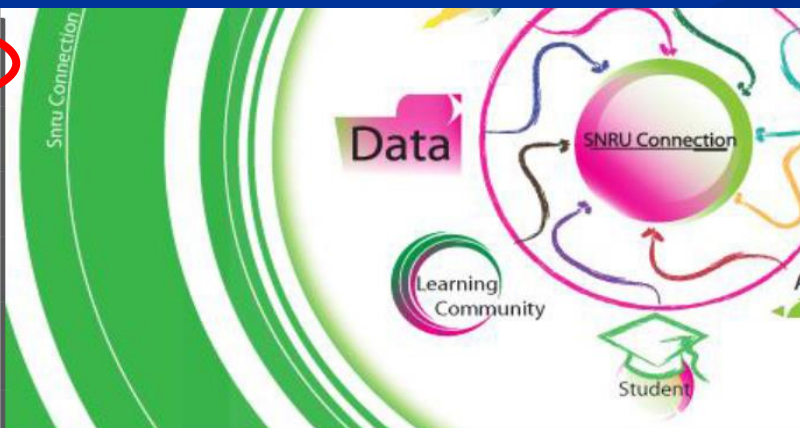 Snru Connection
Data
SNRU Connection
Learning
Community
Student